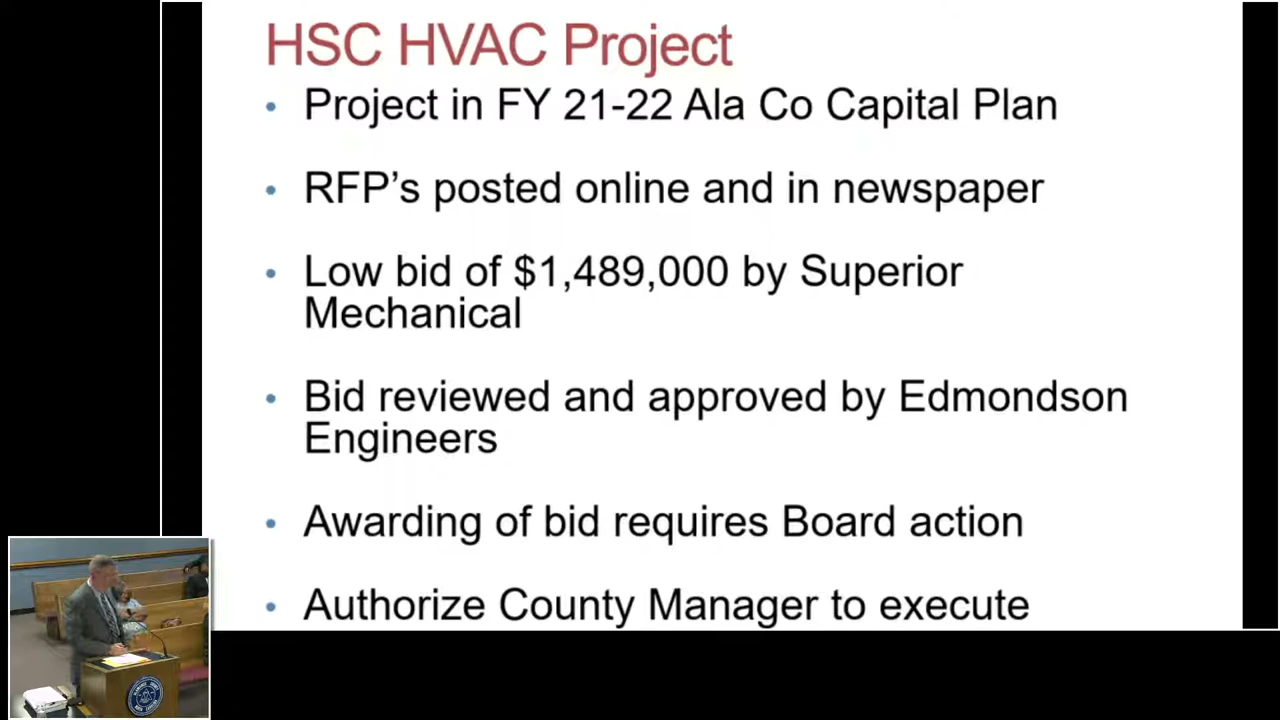 HSC HVAC Project
• Project in FY 21-22 Ala Co Capital Plan
• RFP's posted online and in newspaper
• Low bid of $1,489,000 by Superior
Mechanical
• Bid reviewed and approved by Edmondson
Engineers
• Awarding of bid requires Board action
• Authorize County Manager to execute